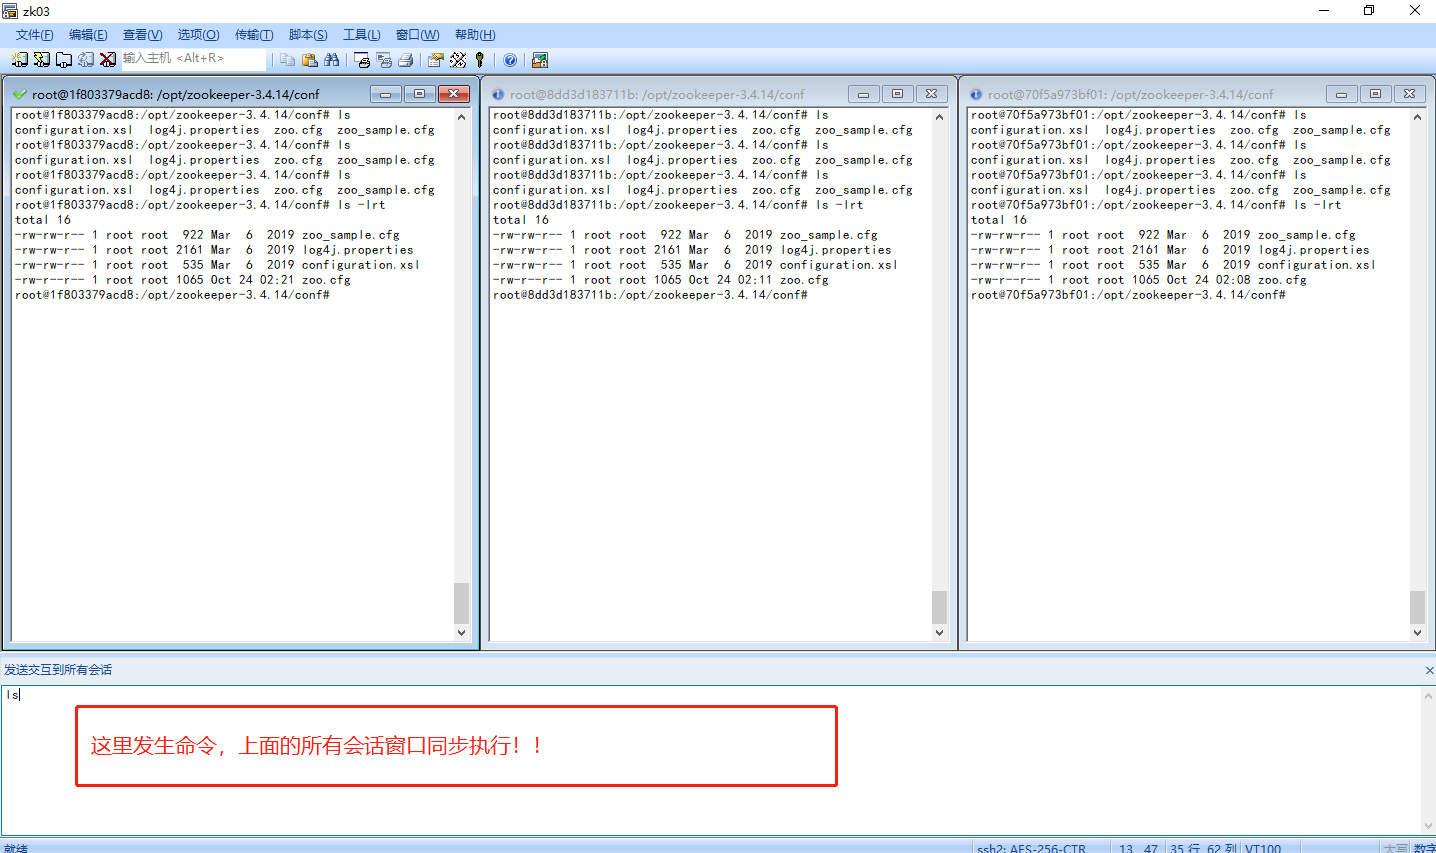 zk03
文件(F) 编辑(E) 查看(V) 选项(O) 传输(T) 脚本(S) 工具(L) 窗口(W) 帮助(H)
输入主机 <Alt+R>
root@1f803379acd8: /opt/zookeeper-3.4.14/conf
root@1f803379acd8:/opt/zookeeper-3.4.14/conf# ls
configuration.xsl  log4j.properties  zoo.cfg  zoo_sample.cfg
root@1f803379acd8:/opt/zookeeper-3.4.14/conf# ls
configuration.xsl  log4j.properties  zoo.cfg  zoo_sample.cfg
root@1f803379acd8:/opt/zookeeper-3.4.14/conf# ls
configuration.xsl  log4j.properties  zoo.cfg  zoo_sample.cfg
root@1f803379acd8:/opt/zookeeper-3.4.14/conf# ls -lrt
total 16
-rw-rw-r-- 1 root root  922 Mar  6  2019 zoo_sample.cfg
-rw-rw-r-- 1 root root 2161 Mar  6  2019 log4j.properties
-rw-rw-r-- 1 root root  535 Mar  6  2019 configuration.xsl
-rw-r--r-- 1 root root 1065 Oct 24 02:21 zoo.cfg
root@1f803379acd8:/opt/zookeeper-3.4.14/conf#
root@8dd3d183711b: /opt/zookeeper-3.4.14/conf
root@8dd3d183711b:/opt/zookeeper-3.4.14/conf# ls
configuration.xsl  log4j.properties  zoo.cfg  zoo_sample.cfg
root@8dd3d183711b:/opt/zookeeper-3.4.14/conf# ls
configuration.xsl  log4j.properties  zoo.cfg  zoo_sample.cfg
root@8dd3d183711b:/opt/zookeeper-3.4.14/conf# ls
configuration.xsl  log4j.properties  zoo.cfg  zoo_sample.cfg
root@8dd3d183711b:/opt/zookeeper-3.4.14/conf# ls -lrt
total 16
-rw-rw-r-- 1 root root  922 Mar  6  2019 zoo_sample.cfg
-rw-rw-r-- 1 root root 2161 Mar  6  2019 log4j.properties
-rw-rw-r-- 1 root root  535 Mar  6  2019 configuration.xsl
-rw-r--r-- 1 root root 1065 Oct 24 02:11 zoo.cfg
root@8dd3d183711b:/opt/zookeeper-3.4.14/conf#
root@70f5a973bf01: /opt/zookeeper-3.4.14/conf
root@70f5a973bf01:/opt/zookeeper-3.4.14/conf# ls
configuration.xsl  log4j.properties  zoo.cfg  zoo_sample.cfg
root@70f5a973bf01:/opt/zookeeper-3.4.14/conf# ls
configuration.xsl  log4j.properties  zoo.cfg  zoo_sample.cfg
root@70f5a973bf01:/opt/zookeeper-3.4.14/conf# ls
configuration.xsl  log4j.properties  zoo.cfg  zoo_sample.cfg
root@70f5a973bf01:/opt/zookeeper-3.4.14/conf# ls -lrt
total 16
-rw-rw-r-- 1 root root  922 Mar  6  2019 zoo_sample.cfg
-rw-rw-r-- 1 root root 2161 Mar  6  2019 log4j.properties
-rw-rw-r-- 1 root root  535 Mar  6  2019 configuration.xsl
-rw-r--r-- 1 root root 1065 Oct 24 02:08 zoo.cfg
root@70f5a973bf01:/opt/zookeeper-3.4.14/conf#
发送交互到所有会话
ls
这里发生命令，上面的所有会话窗口同步执行！！
就绪 ssh2: AES-256-CTR 13, 47 35 行, 62 列 VT100 大写 数字